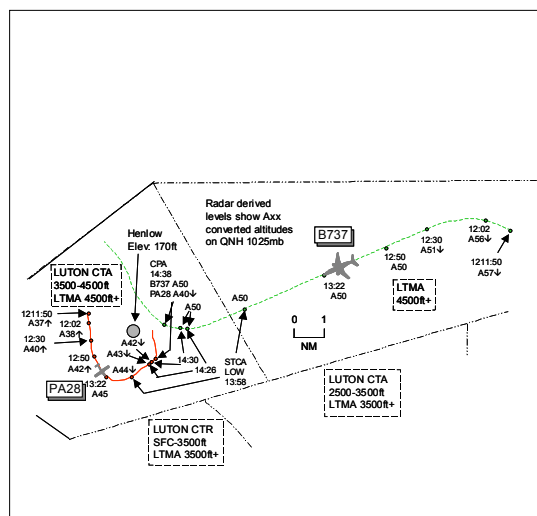 Radar derived
levels show Axx
converted altitudes
on QNH 1025mb
Henlow
Elev: 170ft
B737
12:02
A56↓
12:30
A51↓
12:50
A50
1211:50
A57↓
13:22
A50
LTMA
4500ft+
CPA
14:38
B737 A50
PA28 A40↓
A50
A50
LUTON CTA
3500-4500ft
LTMA 4500ft+
1211:50
A37↑
12:02
A38↑
12:30
A40↑
12:50
A42↑
13:22
A45
PA28
A42↓
A43↓
A44↓
14:30
14:26
STCA
LOW
13:58
0 1
NM
LUTON CTA
2500-3500ft
LTMA 3500ft+
LUTON CTR
SFC-3500ft
LTMA 3500ft+